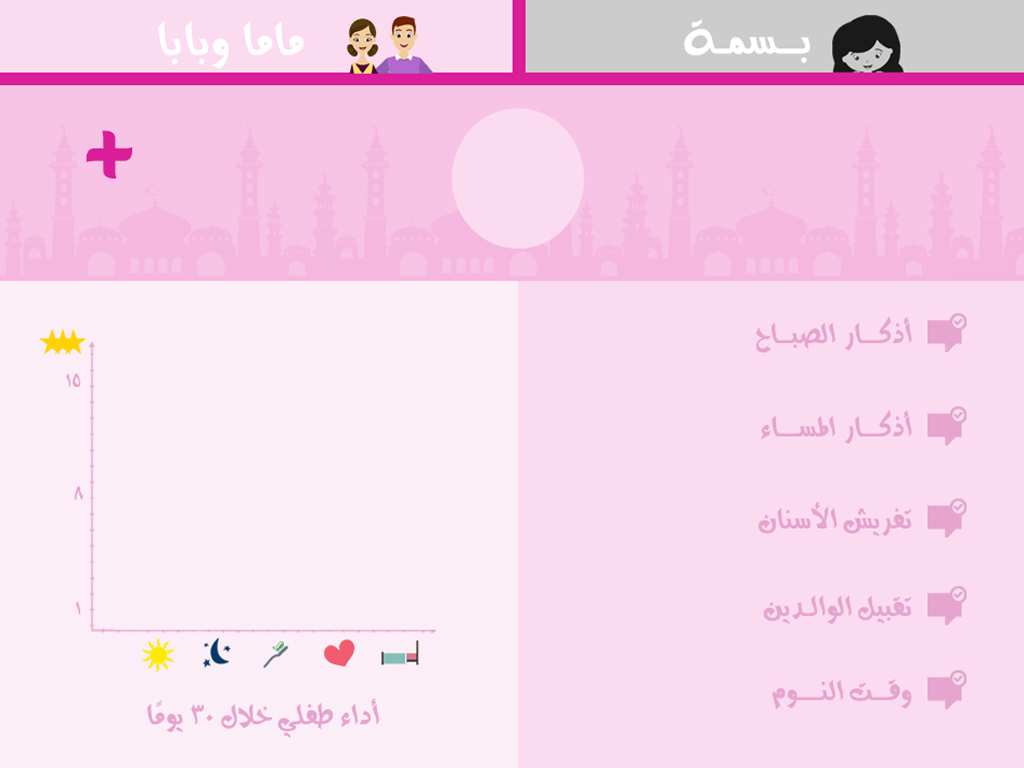 بسمة
ماما وبابا
أذكار الصباح
أذكار المساء
تفريش الأسنان
تقبيل الوالدين
وقت النوم
١٥
٨
١
أداء طفلي خلال ٣٠ يومًا